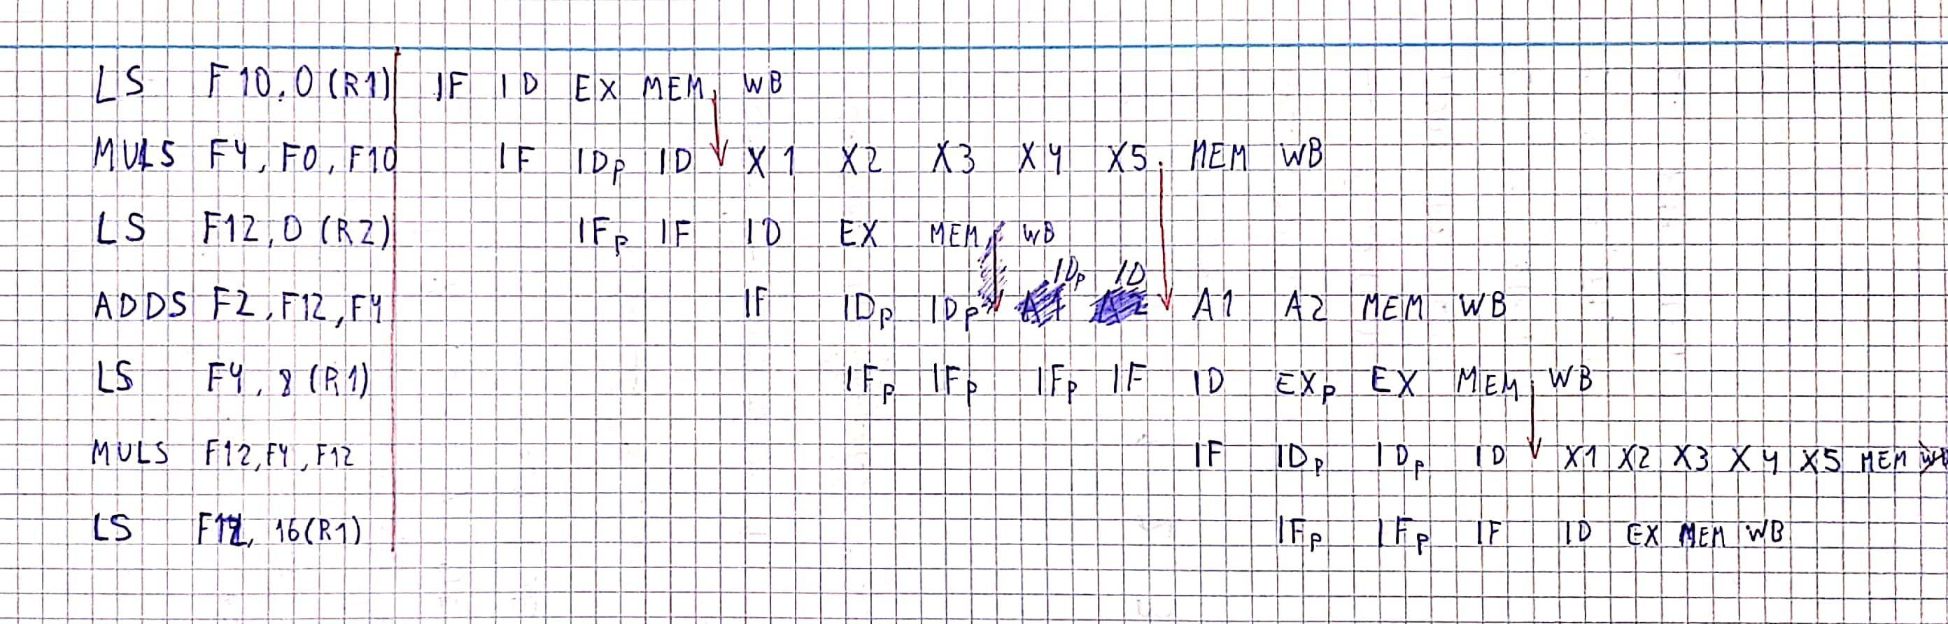 LS F10,0(R1) IF ID EX MEM WB
MULS F4, F0, F10 IF IDp ID X1 X2 X3 X4 X5 MEM WB
LS F12,0(R2) IFp IF ID EX MEM WB
IDp ID
ADDS F2,F12,F4 IF IDp IDp A1 A2 MEM WB
LS F4, 8(R1) IFp IFp IFp IF ID EXp EX MEM WB
MULS F12,F4,F12 IF IDp IDp ID X1 X2 X3 X4 X5 MEM WB
LS 16(R1) IFp IFp IF ID EX MEM WB